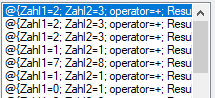 @{Zahl1=2; Zahl2=3; operator=+; Resu
@{Zahl1=2; Zahl2=3; operator=+; Resu
@{Zahl1=2; Zahl2=3; operator=+; Resu
@{Zahl1=1; Zahl2=1; operator=+; Resu
@{Zahl1=7; Zahl2=8; operator=+; Resu
@{Zahl1=1; Zahl2=1; operator=+; Resu
@{Zahl1=0; Zahl2=1; operator=+; Resu